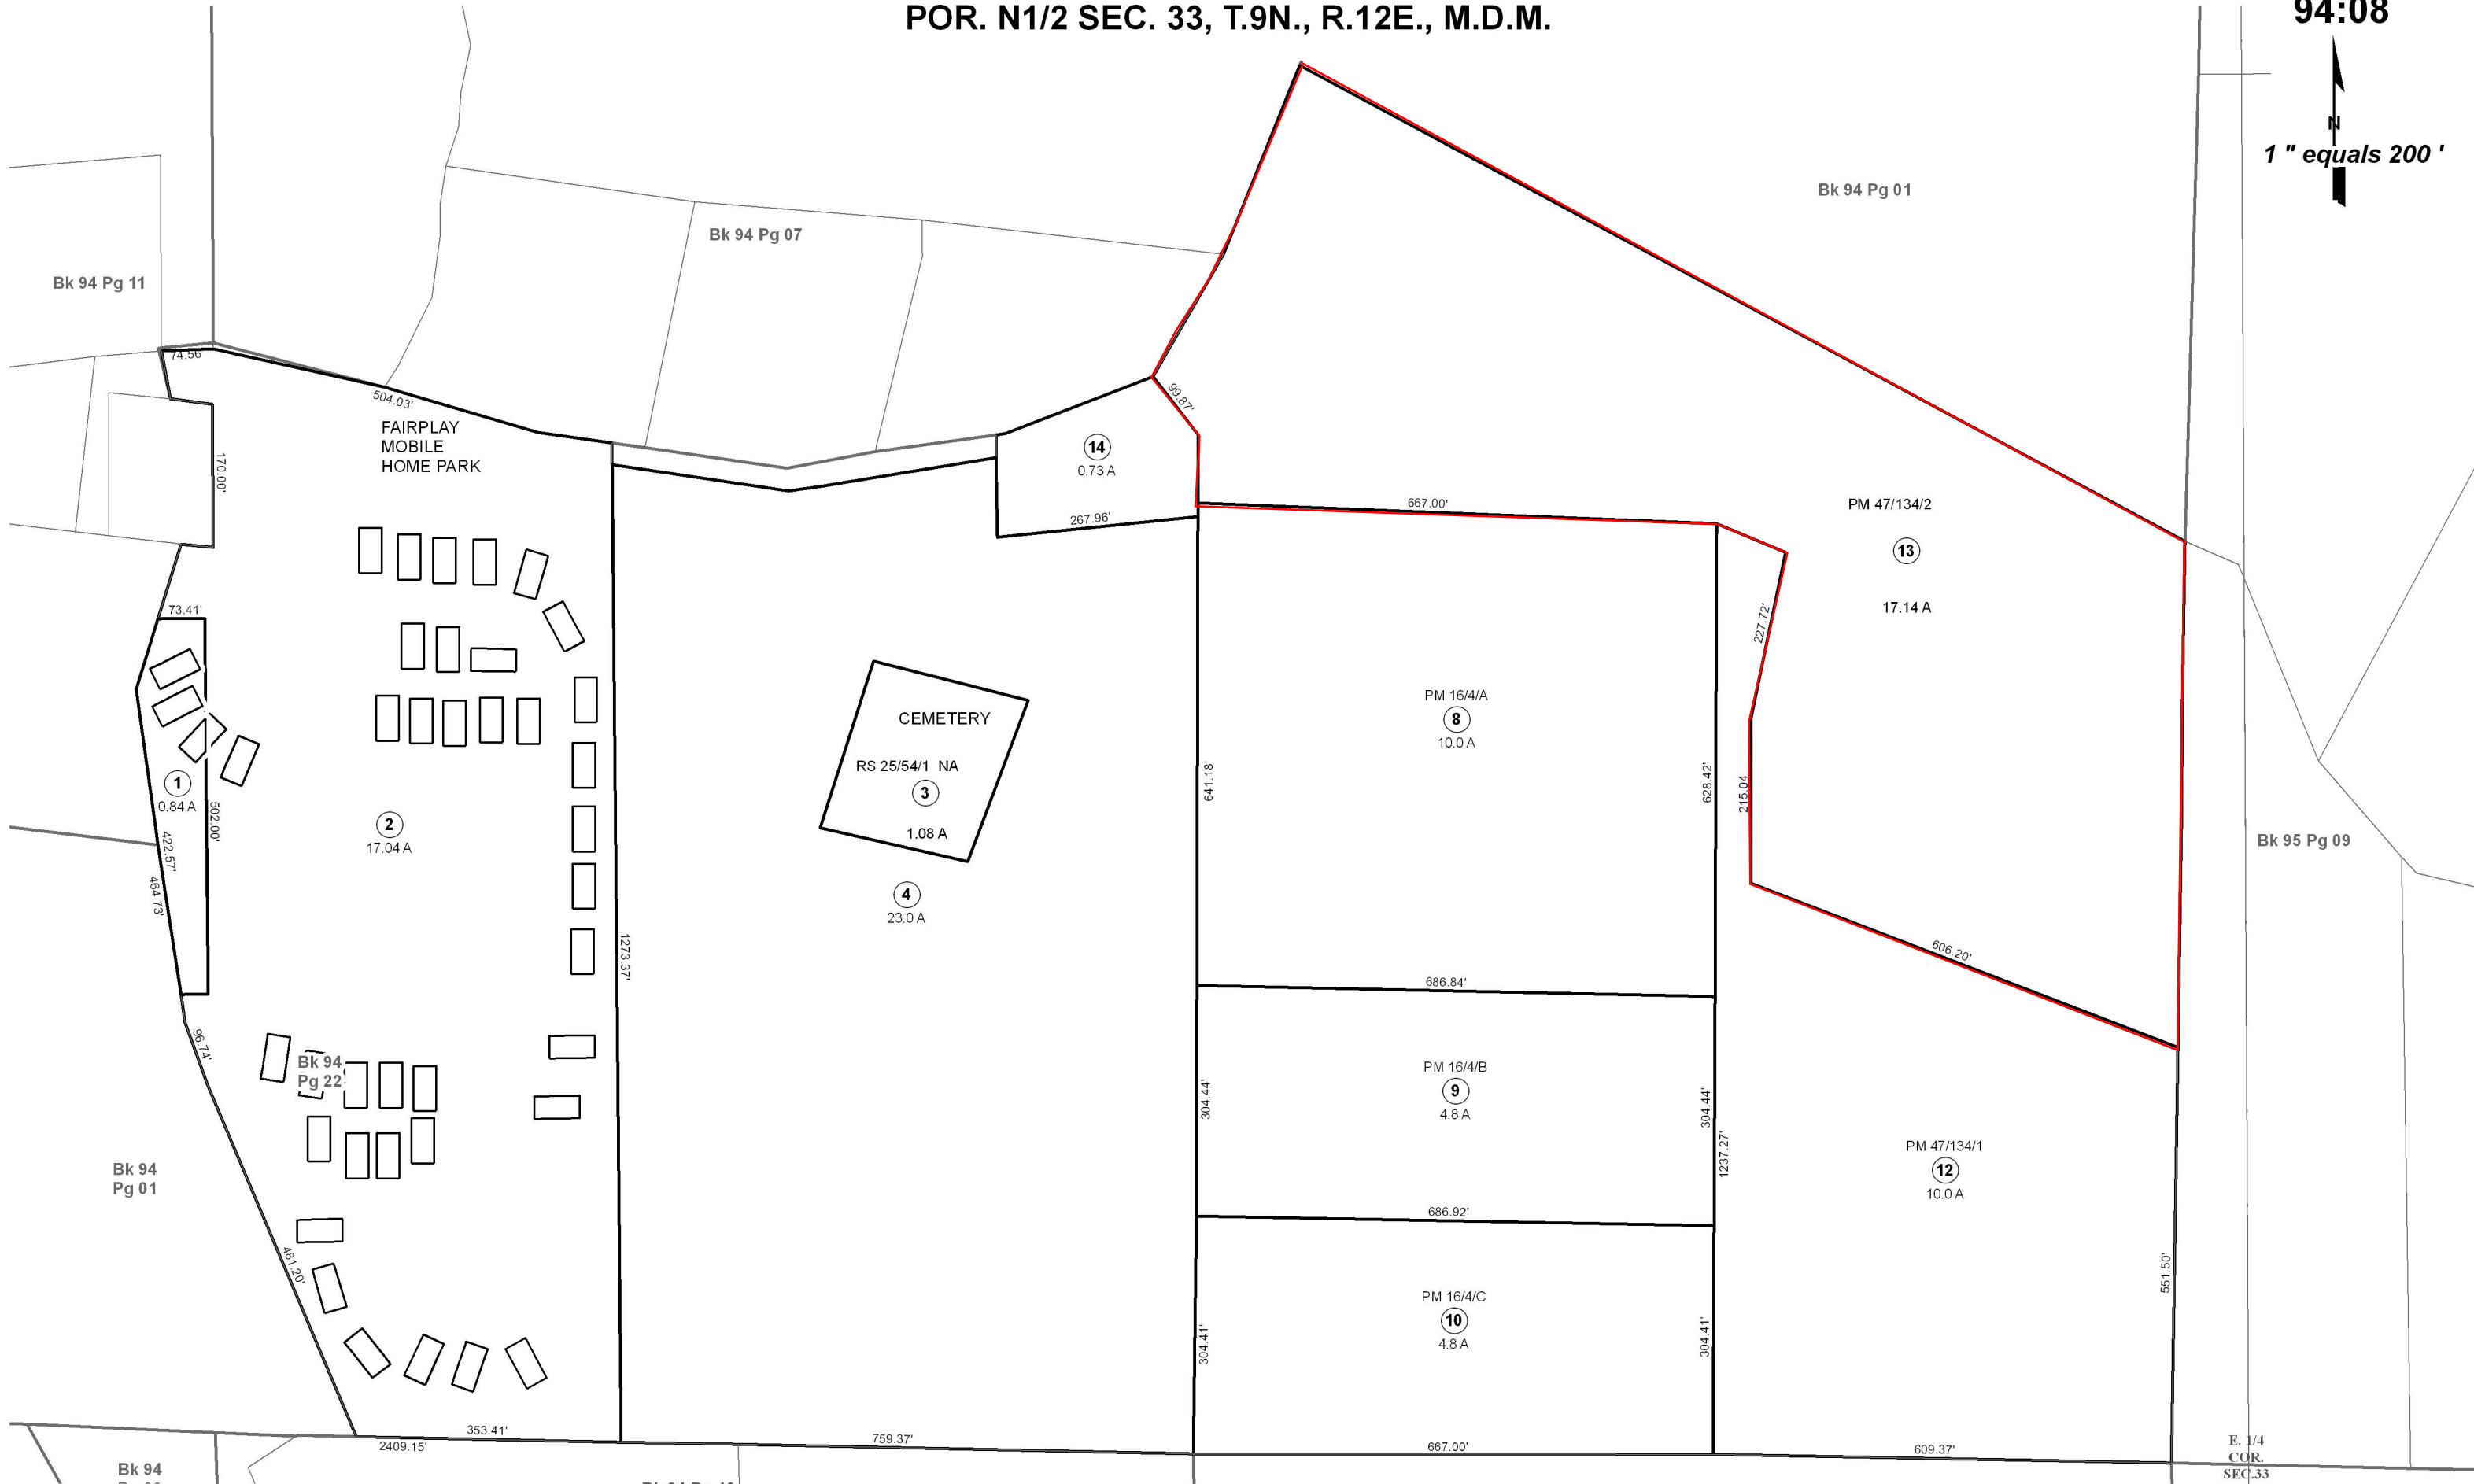 POR. N1/2 SEC. 33, T.9N., R.12E., M.D.M.
94:08
N
1 " equals 200 '
Bk 94 Pg 01
Bk 94 Pg 07
Bk 94 Pg 11
74.56
504.03'
FAIRPLAY
MOBILE
HOME PARK
170.00'
99.87'
14
0.73 A
267.96'
667.00'
PM 47/134/2
13
17.14 A
73.41'
227.72'
1
0.84 A
502.00'
422.57'
464.73'
2
17.04 A
CEMETERY
RS 25/54/1 NA
3
1.08 A
4
23.0 A
PM 16/4/A
8
10.0 A
641.18'
628.42'
215.04
Bk 95 Pg 09
606.20'
1273.37'
686.84'
96.74'
Bk 94
Pg 22
PM 16/4/B
9
4.8 A
304.44'
304.44'
1237.27'
PM 47/134/1
12
10.0 A
Bk 94
Pg 01
686.92'
481.20'
551.50'
PM 16/4/C
10
4.8 A
304.41'
304.41'
353.41'
2409.15'
759.37'
667.00'
609.37'
E. 1/4
COR.
SEC.33
Bk 94